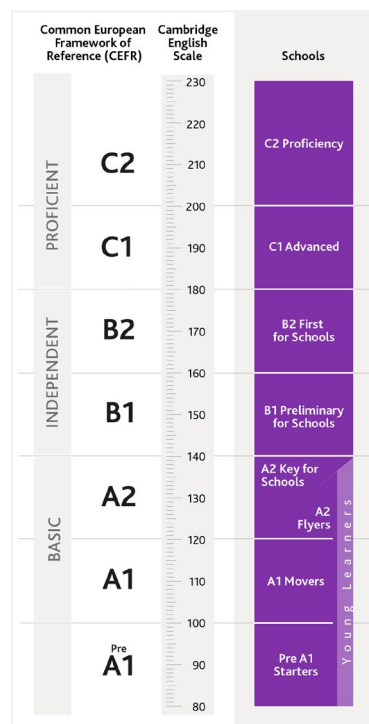 Common European
Framework of
Reference (CEFR)
Cambridge
English
Scale
Schools
230
220
C2
210
C2 Proficiency
PROFICIENT
200
C1
190
C1 Advanced
180
B2
170
B2 First
for Schools
INDEPENDENT
160
B1
150
B1 Preliminary
for Schools
140
A2 Key for
Schools
A2
130
A2
Flyers
BASIC
120
A1
110
A1 Movers
Young Learners
100
Pre
A1
90
Pre A1
Starters
80